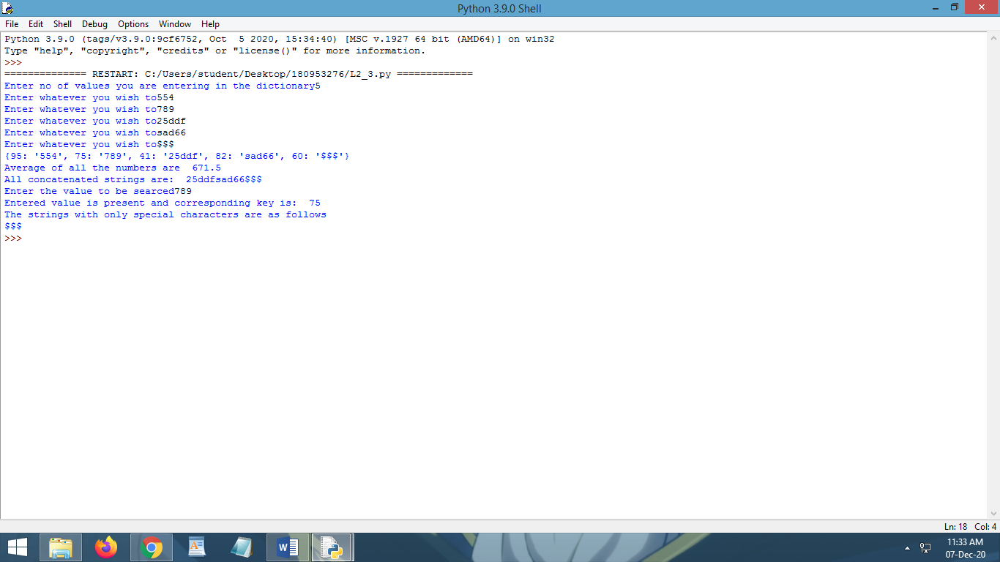 Python 3.9.0 Shell
File Edit Shell Debug Options Window Help
Python 3.9.0 (tags/v3.9.0:9cf6752, Oct  5 2020, 15:34:40) [MSC v.1927 64 bit (AMD64)] on win32
Type "help", "copyright", "credits" or "license()" for more information.
>>>
============== RESTART: C:/Users/student/Desktop/180953276/L2_3.py =============
Enter no of values you are entering in the dictionary5
Enter whatever you wish to554
Enter whatever you wish to789
Enter whatever you wish to25ddf
Enter whatever you wish tosad66
Enter whatever you wish to$$$
{95: '554', 75: '789', 41: '25ddf', 82: 'sad66', 60: '$$$'}
Average of all the numbers are  671.5
All concatenated strings are:  25ddfsad66$$$
Enter the value to be searced789
Entered value is present and corresponding key is:  75
The strings with only special characters are as follows
$$$
>>>
Ln: 18 Col: 4
11:33 AM
07-Dec-20